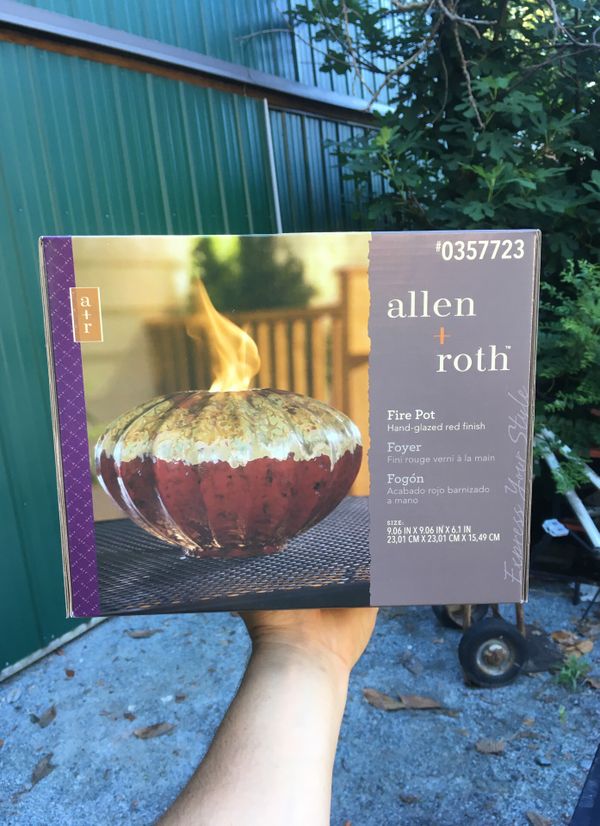 #0357723
a
+
r
allen
+
roth™
Fire Pot
Hand-glazed red finish
Foyer
Fini rouge verni à la main
Fogón
Acabado rojo barnizado
a mano
SIZE:
9.06 IN X 9.06 IN X 6.1 IN
23,01 CM X 23,01 CM X 15,49 CM
Express Your Style